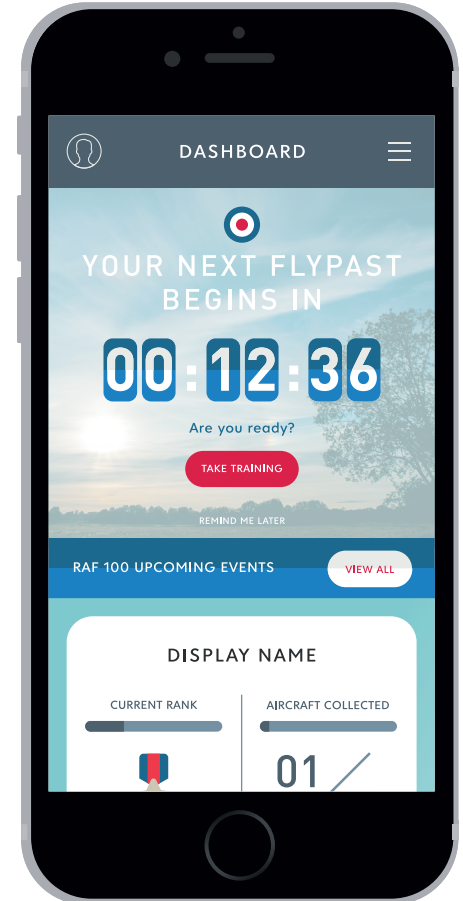 DASHBOARD
YOUR NEXT FLYPAST
BEGINS IN
00:12:36
Are you ready?
TAKE TRAINING
REMIND ME LATER
RAF 100 UPCOMING EVENTS
VIEW ALL
DISPLAY NAME
CURRENT RANK
AIRCRAFT COLLECTED
01/